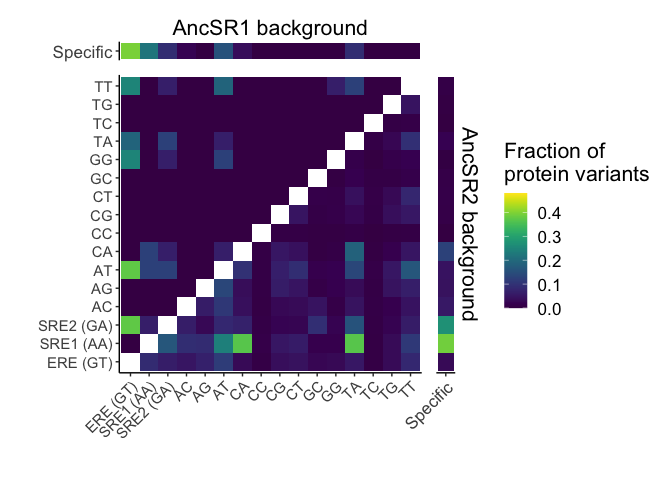 AncSR1 background
Specific
TT
TG
TC
TA
GG
GC
CT
CG
CC
CA
AT
AG
AC
SRE2 (GA)
SRE1 (AA)
ERE (GT)
ERE (GT)
SRE1 (AA)
SRE2 (GA)
AC
AG
AT
CA
CC
CG
CT
GC
GG
TA
TC
TG
TT
Specific
AncSR2 background
Fraction of
protein variants
0.4
0.3
0.2
0.1
0.0